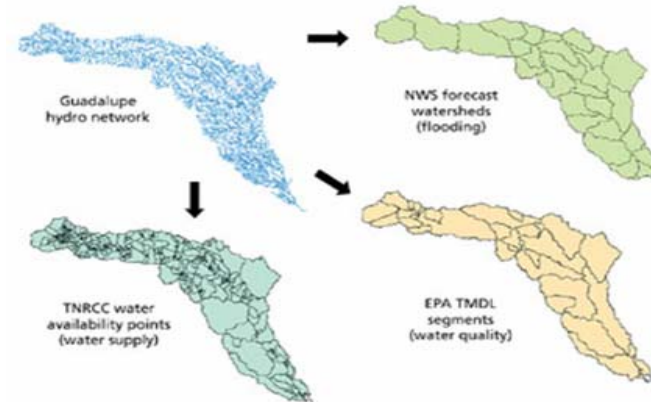 Guadalupe
hydro network
NWS forecast
watersheds
(flooding)
TNRCC water
availability points
(water supply)
EPA TMDL
segments
(water quality)